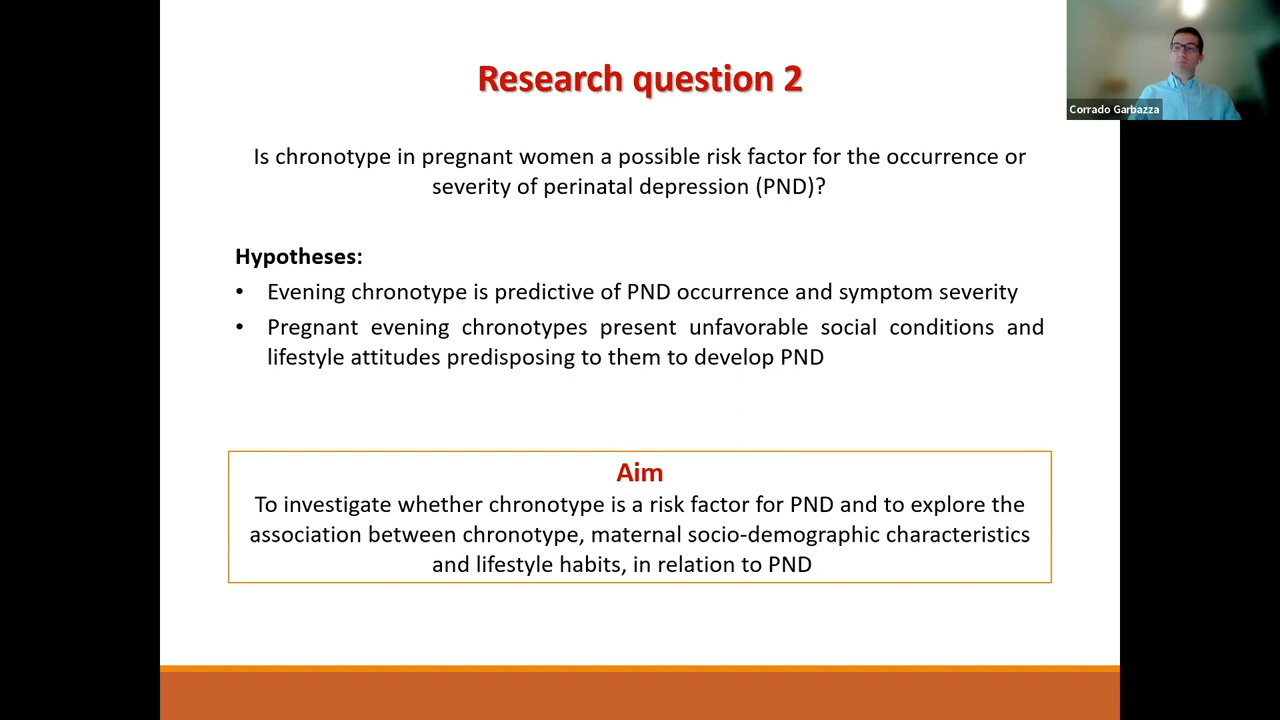 Research question 2
Corrado Garbazza
Is chronotype in pregnant women a possible risk factor for the occurrence or
severity of perinatal depression (PND)?
Hypotheses:
• Evening chronotype is predictive of PND occurrence and symptom severity
• Pregnant evening chronotypes present unfavorable social conditions and
lifestyle attitudes predisposing to them to develop PND
Aim
To investigate whether chronotype is a risk factor for PND and to explore the
association between chronotype, maternal socio-demographic characteristics
and lifestyle habits, in relation to PND